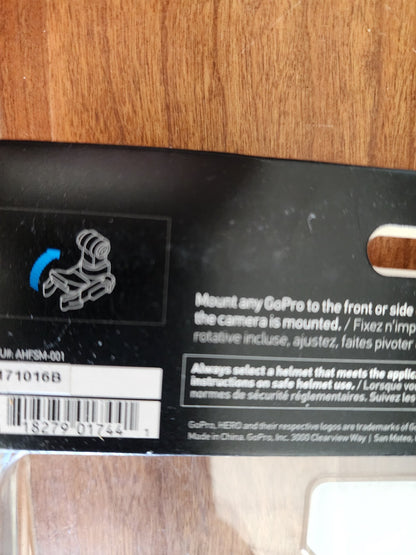 Mount any GoPro to the front or side
the camera is mounted. / Fixez n'imp
rotative incluse, ajustez, faites pivoter
U#: AHFSM-001
171016B
Always select a helmet that meets the applic
instructions on safe helmet use. / Lorsque v
normes de sécurité réglementaires. Suivez les
18279 01744 1
GoPro, HERO and their respective logos are trademarks of G
Made in China. GoPro, Inc. 3000 Clearview Way | San Mateo,